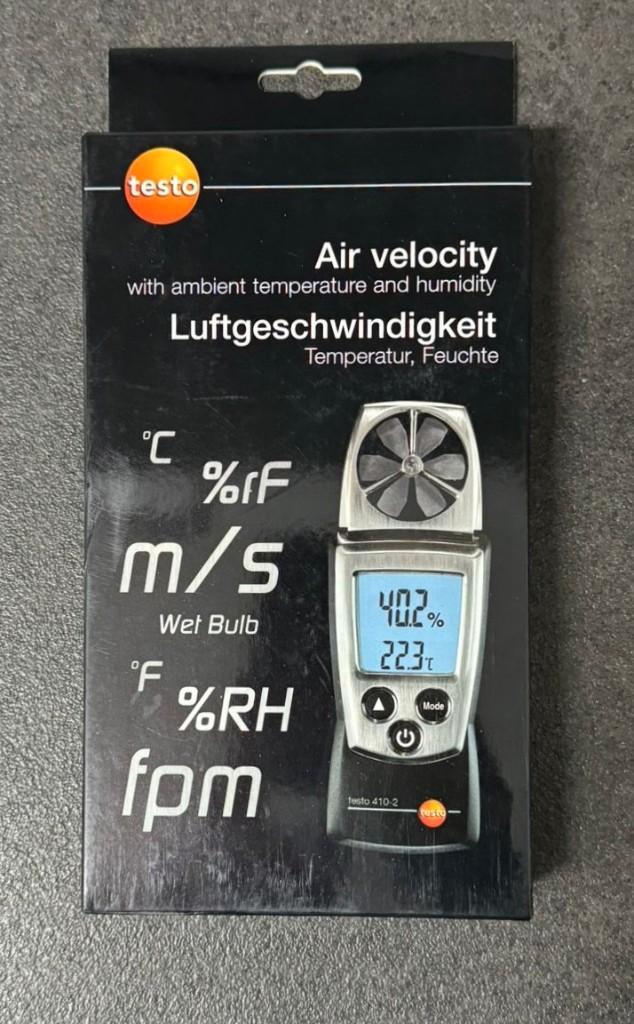 testo
Air velocity
with ambient temperature and humidity
Luftgeschwindigkeit
Temperatur, Feuchte
°C
%rF
m/s
Wet Bulb
°F
%RH
fpm
40.2%
22.3°C
▲
Mode
testo 410-2
testo